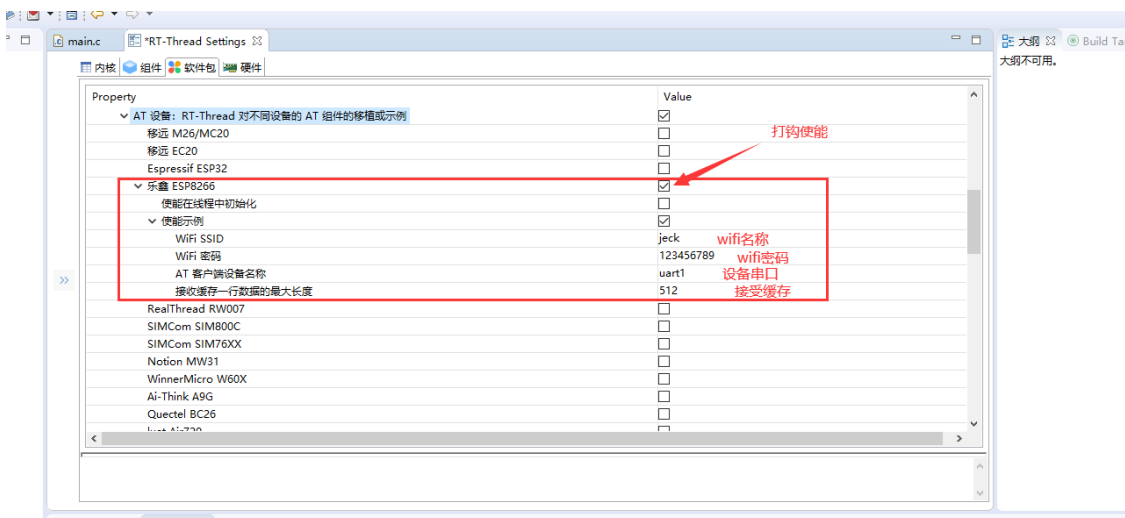 main.c *RT-Thread Settings 大纲 Build Ta
内核 组件 软件包 硬件 大纲不可用。
Property Value
AT 设备：RT-Thread 对不同设备的 AT 组件的移植或示例
移远 M26/MC20 打钩使能
移远 EC20
Espressif ESP32
乐鑫 ESP8266
使能在线程中初始化
使能示例
WiFi SSID jeck wifi名称
WiFi 密码 123456789 wifi密码
AT 客户端设备名称 uart1 设备串口
接收缓存一行数据的最大长度 512 接受缓存
RealThread RW007
SIMCom SIM800C
SIMCom SIM76XX
Notion MW31
WinnerMicro W60X
Ai-Think A9G
Quectel BC26